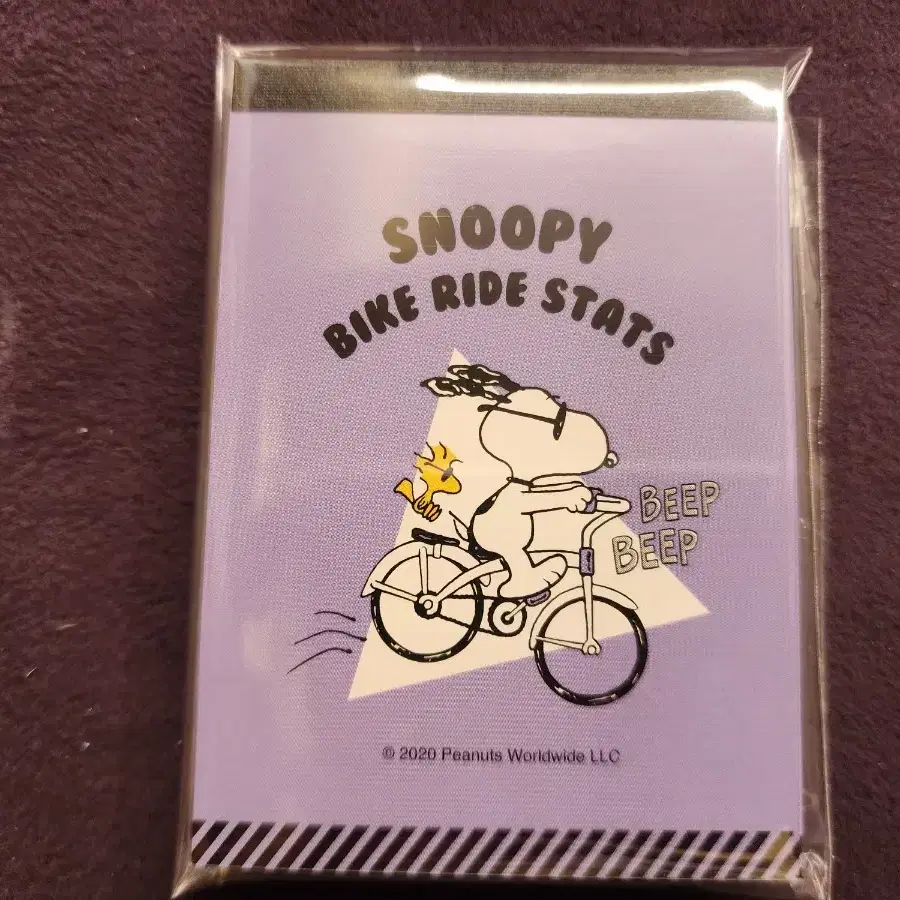 SNOOPY
BIKE RIDE STATS
BEEP
BEEP
© 2020 Peanuts Worldwide LLC